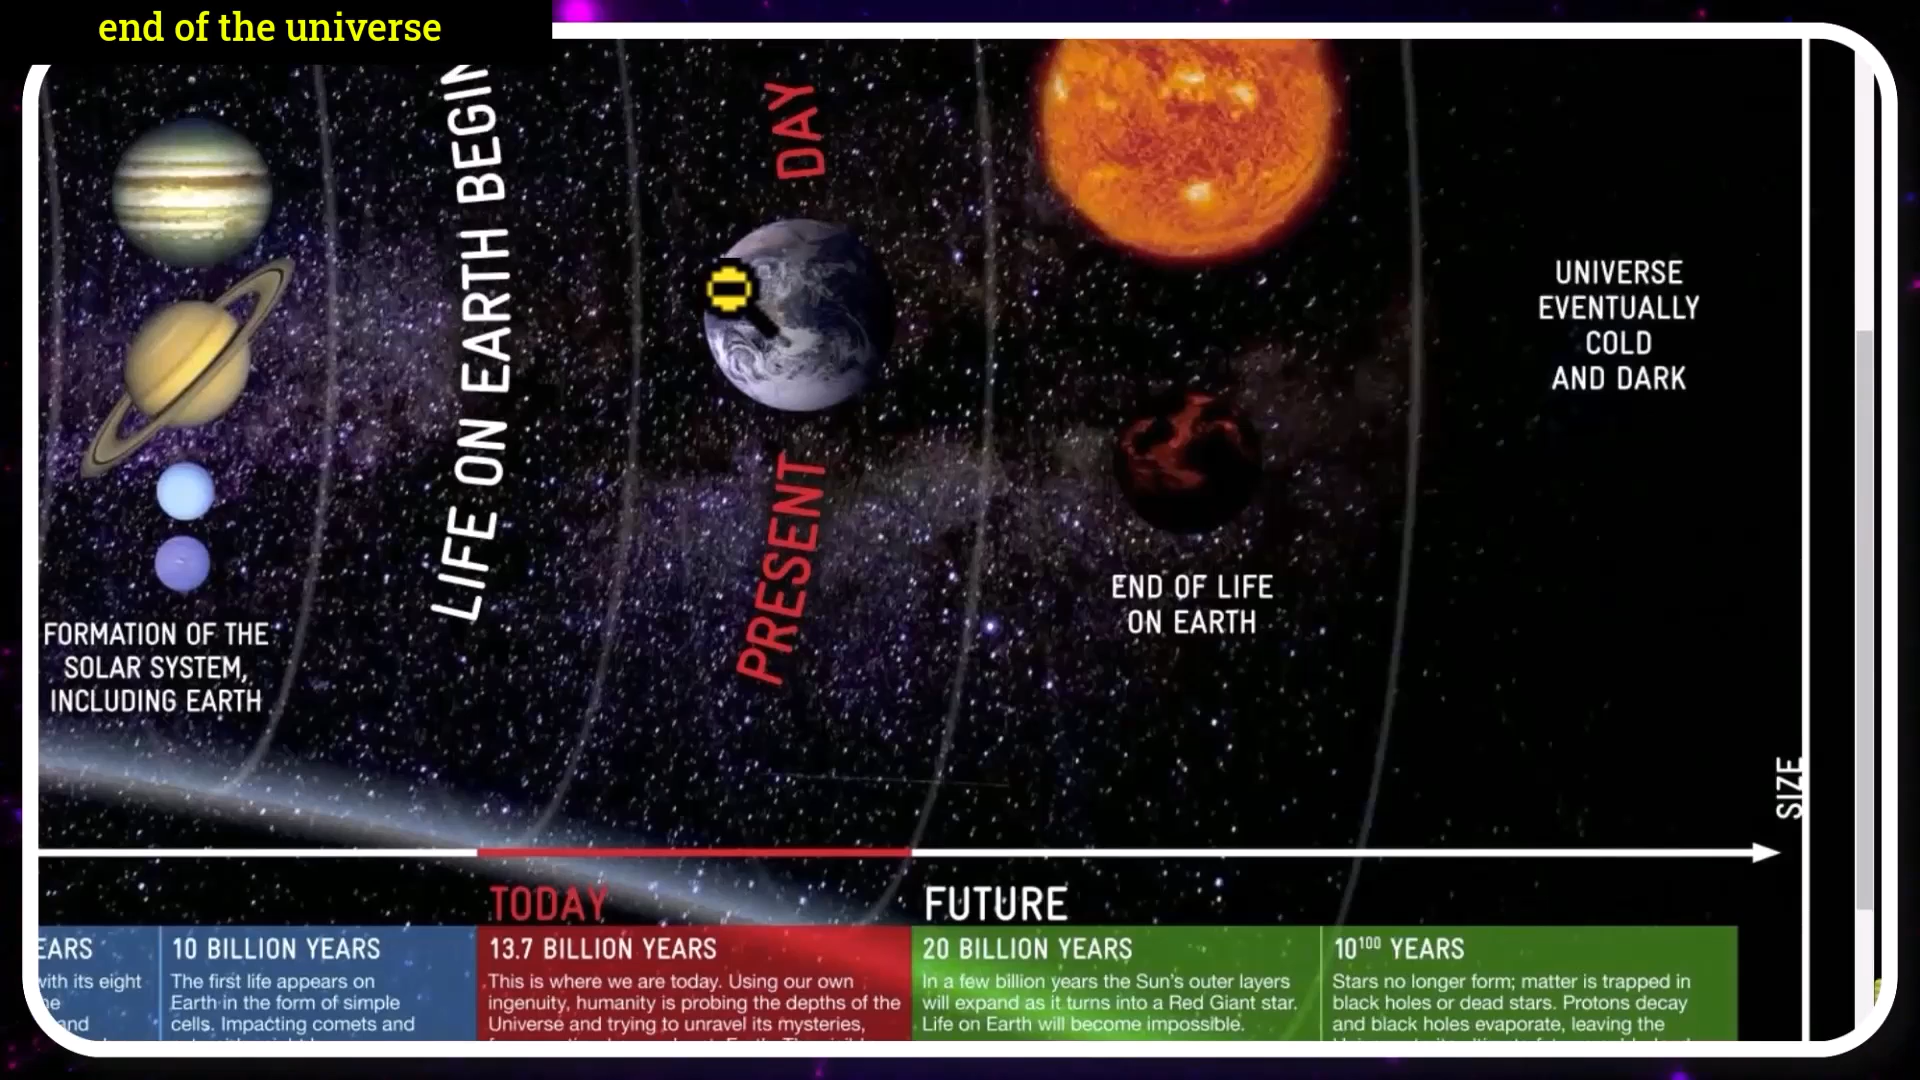 end of the universe
LIFE ON EARTH BEGIN
PRESENT DAY
UNIVERSE
EVENTUALLY
COLD
AND DARK
END OF LIFE
ON EARTH
FORMATION OF THE
SOLAR SYSTEM,
INCLUDING EARTH
SIZE
TODAY
FUTURE
EARS
with its eight
and
10 BILLION YEARS
The first life appears on
Earth in the form of simple
cells. Impacting comets and
13.7 BILLION YEARS
This is where we are today. Using our own
ingenuity, humanity is probing the depths of the
Universe and trying to unravel its mysteries,
20 BILLION YEARS
In a few billion years the Sun's outer layers
will expand as it turns into a Red Giant star.
Life on Earth will become impossible.
10¹⁰⁰ YEARS
Stars no longer form; matter is trapped in
black holes or dead stars. Protons decay
and black holes evaporate, leaving the